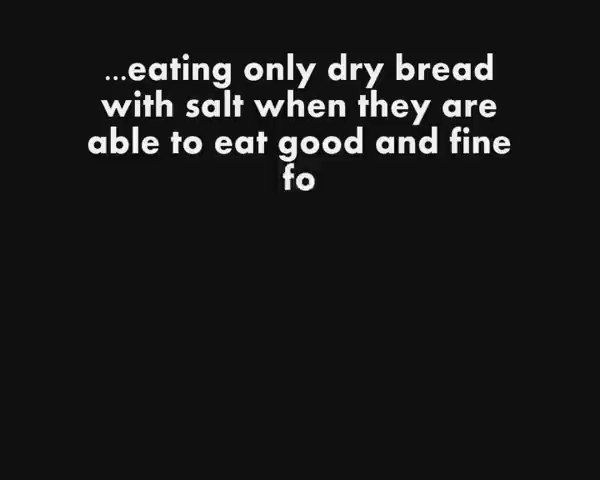 ...eating only dry bread
with salt when they are
able to eat good and fine
fo